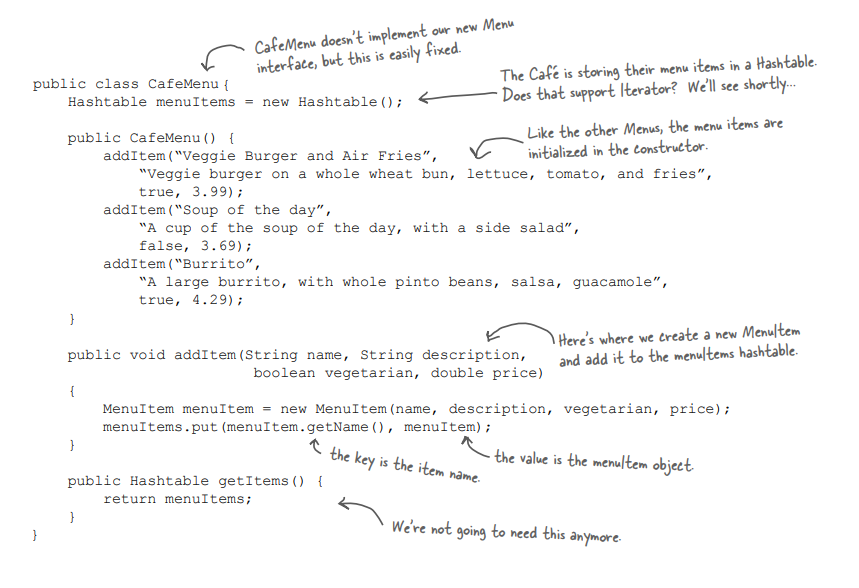 CafeMenu doesn't implement our new Menu
interface, but this is easily fixed.
public class CafeMenu {
Hashtable menuItems = new Hashtable();
The Café is storing their menu items in a Hashtable.
Does that support Iterator? We'll see shortly...
public CafeMenu() {
Like the other Menus, the menu items are
initialized in the constructor.
addItem(“Veggie Burger and Air Fries”,
“Veggie burger on a whole wheat bun, lettuce, tomato, and fries”,
true, 3.99);
addItem(“Soup of the day”,
“A cup of the soup of the day, with a side salad”,
false, 3.69);
addItem(“Burrito”,
“A large burrito, with whole pinto beans, salsa, guacamole”,
true, 4.29);
}
Here's where we create a new MenuItem
and add it to the menuItems hashtable.
public void addItem(String name, String description,
boolean vegetarian, double price)
{
MenuItem menuItem = new MenuItem(name, description, vegetarian, price);
menuItems.put(menuItem.getName(), menuItem);
}
the key is the item name.
the value is the menuItem object.
public Hashtable getItems() {
return menuItems;
}
We're not going to need this anymore.
}